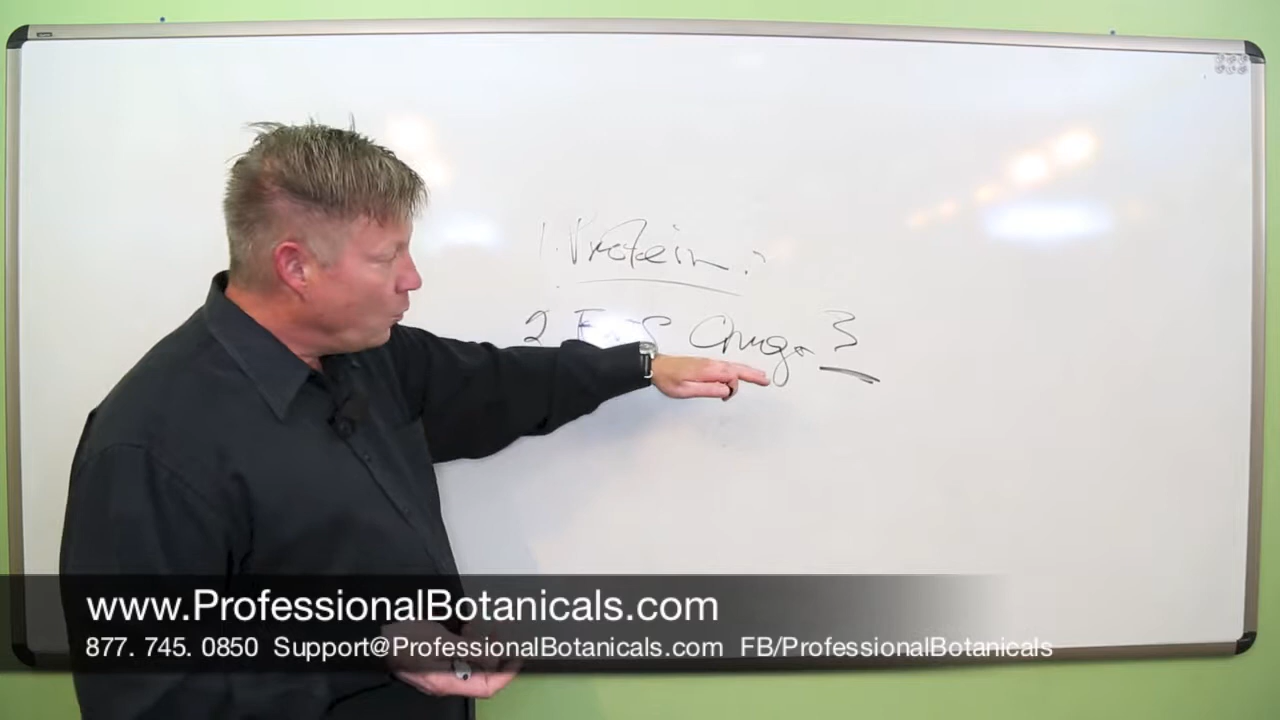 1. Protein:
2 Omega 3
www.ProfessionalBotanicals.com
877. 745. 0850 Support@ProfessionalBotanicals.com FB/ProfessionalBotanicals